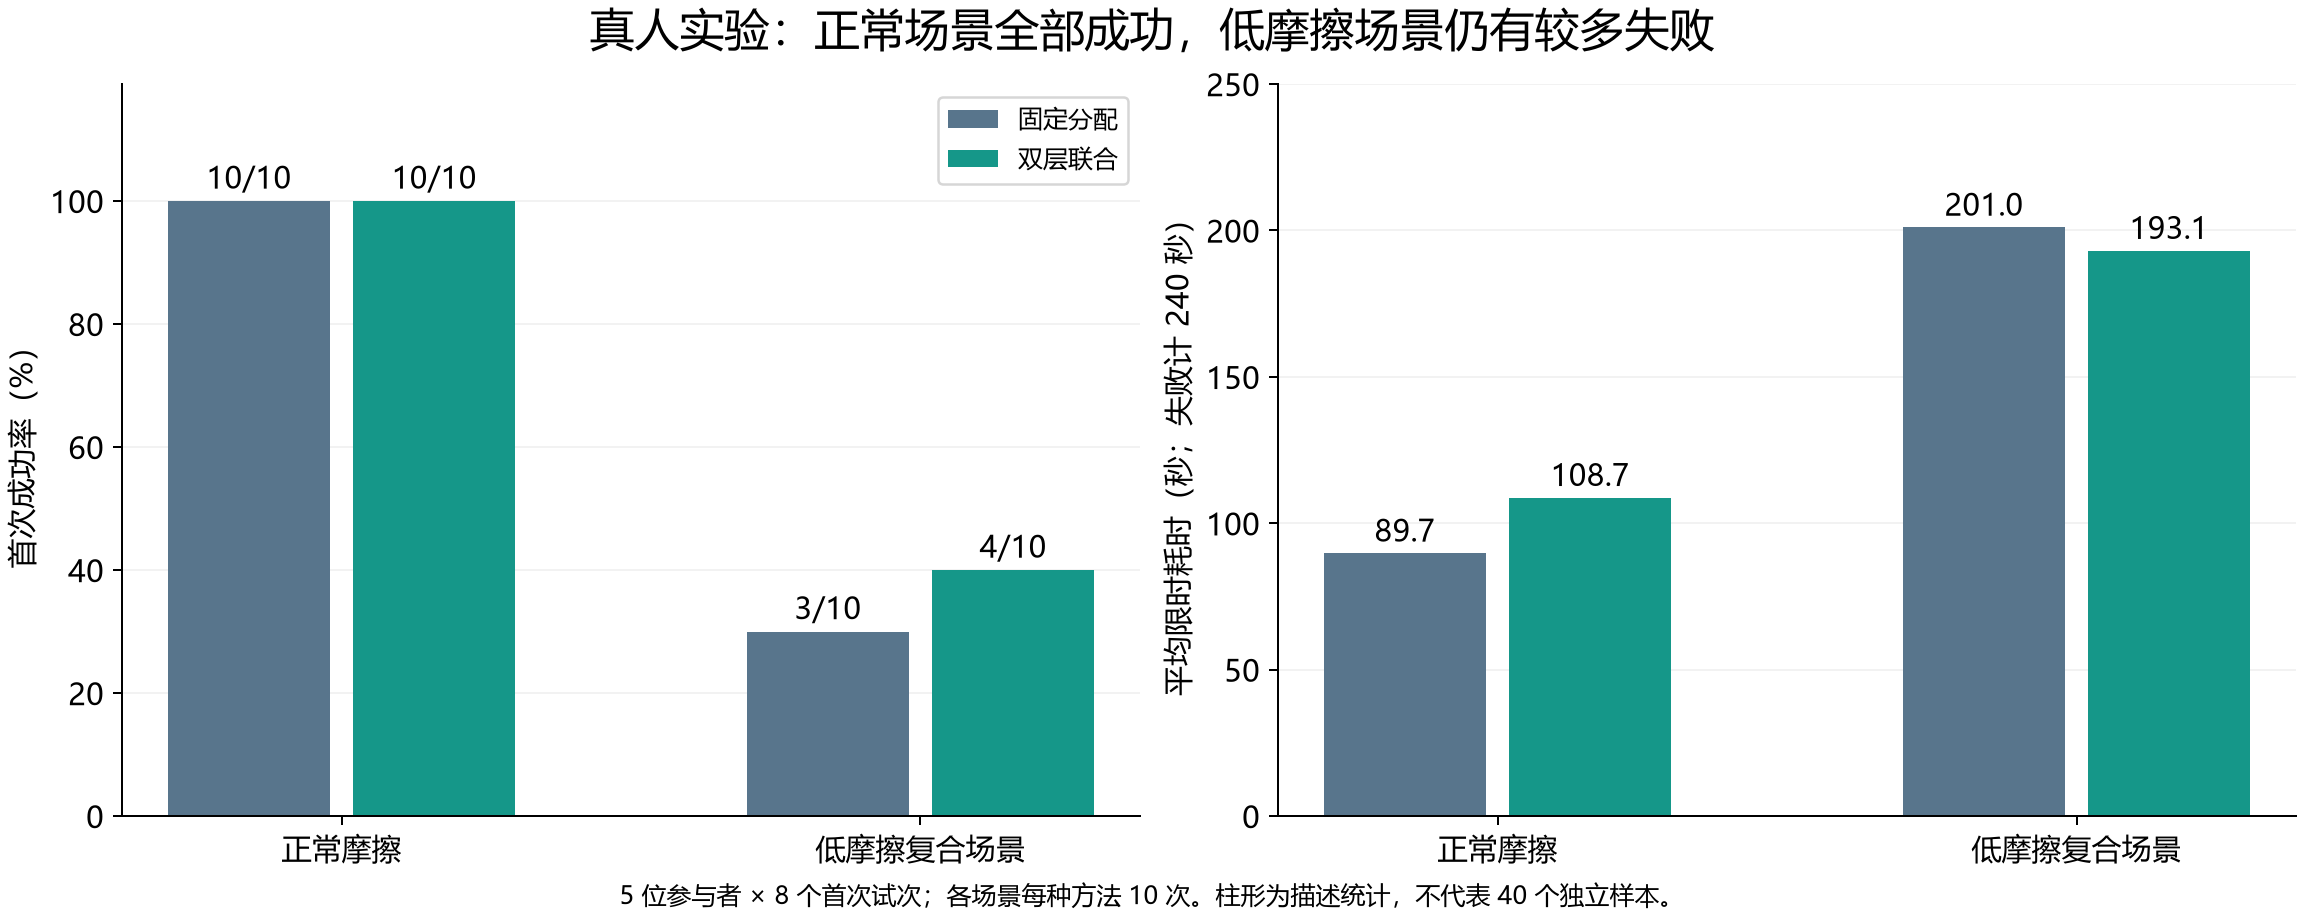 真人实验：正常场景全部成功，低摩擦场景仍有较多失败
首次成功率（%）
100
80
60
40
20
0
10/10
10/10
3/10
4/10
固定分配
双层联合
正常摩擦
低摩擦复合场景
平均限时耗时（秒；失败计 240 秒）
250
200
150
100
50
0
89.7
108.7
201.0
193.1
正常摩擦
低摩擦复合场景
5 位参与者 × 8 个首次试次；各场景每种方法 10 次。柱形为描述统计，不代表 40 个独立样本。